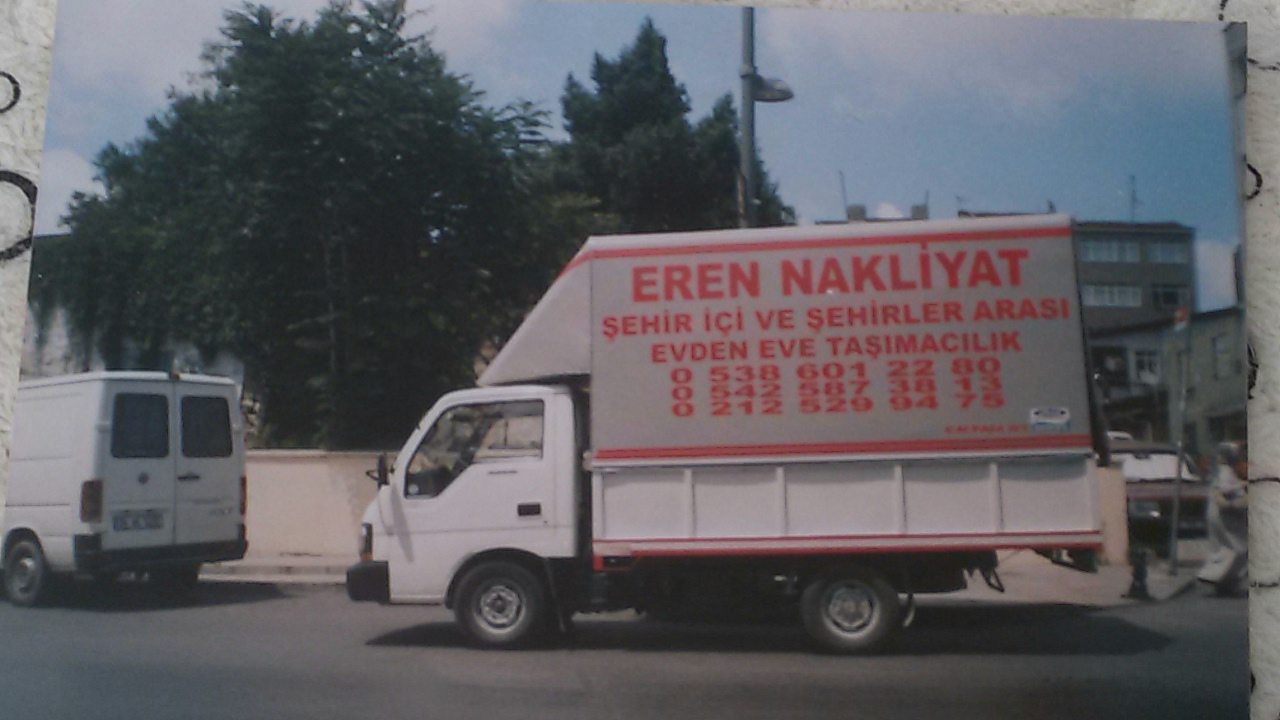 EREN NAKLİYAT
ŞEHİR İÇİ VE ŞEHİRLER ARASI
EVDEN EVE TAŞIMACILIK
0 538 601 22 80
0 542 587 38 13
0 212 529 94 75